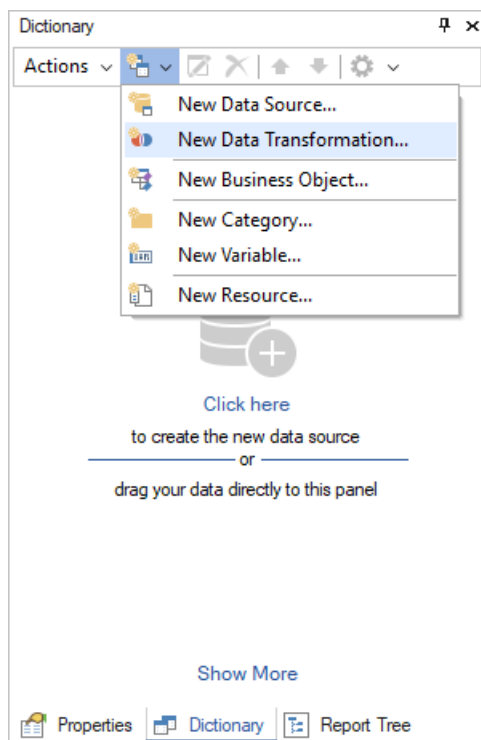 Dictionary
Actions
New Data Source...
New Data Transformation...
New Business Object...
New Category...
New Variable...
New Resource...
Click here
to create the new data source
or
drag your data directly to this panel
Show More
Properties Dictionary Report Tree